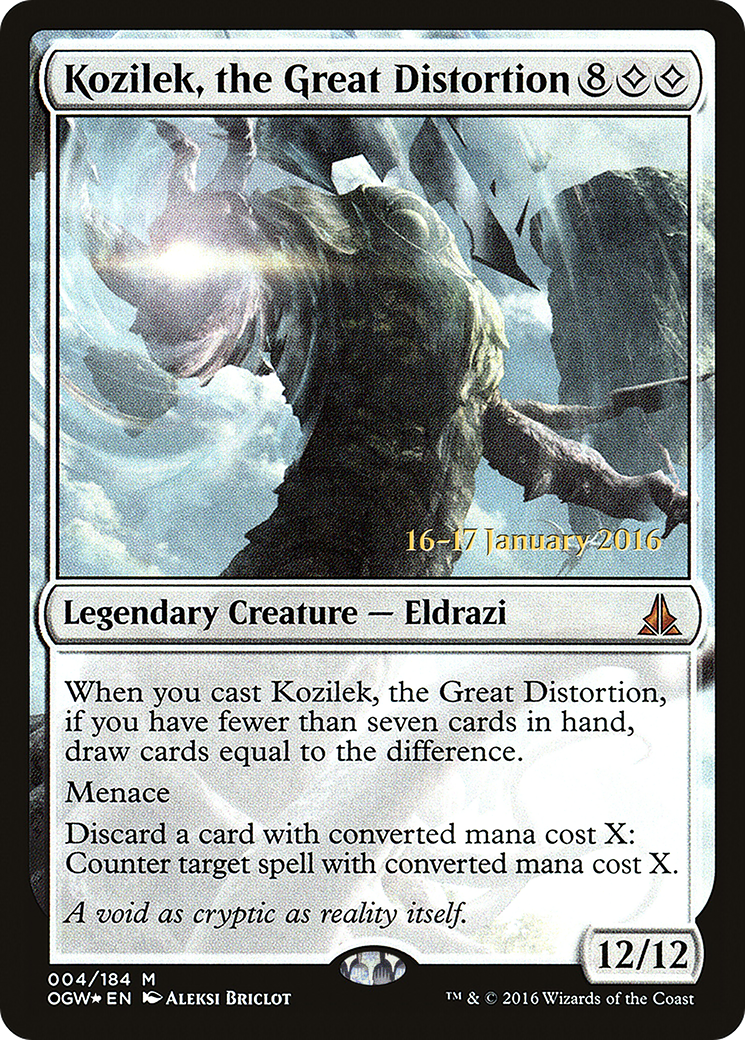 Kozilek, the Great Distortion 8
16-17 January 2016
Legendary Creature — Eldrazi
When you cast Kozilek, the Great Distortion,
if you have fewer than seven cards in hand,
draw cards equal to the difference.
Menace
Discard a card with converted mana cost X:
Counter target spell with converted mana cost X.
A void as cryptic as reality itself.
12/12
004/184 M
OGW★EN Aleksi Briclot
™ & © 2016 Wizards of the Coast